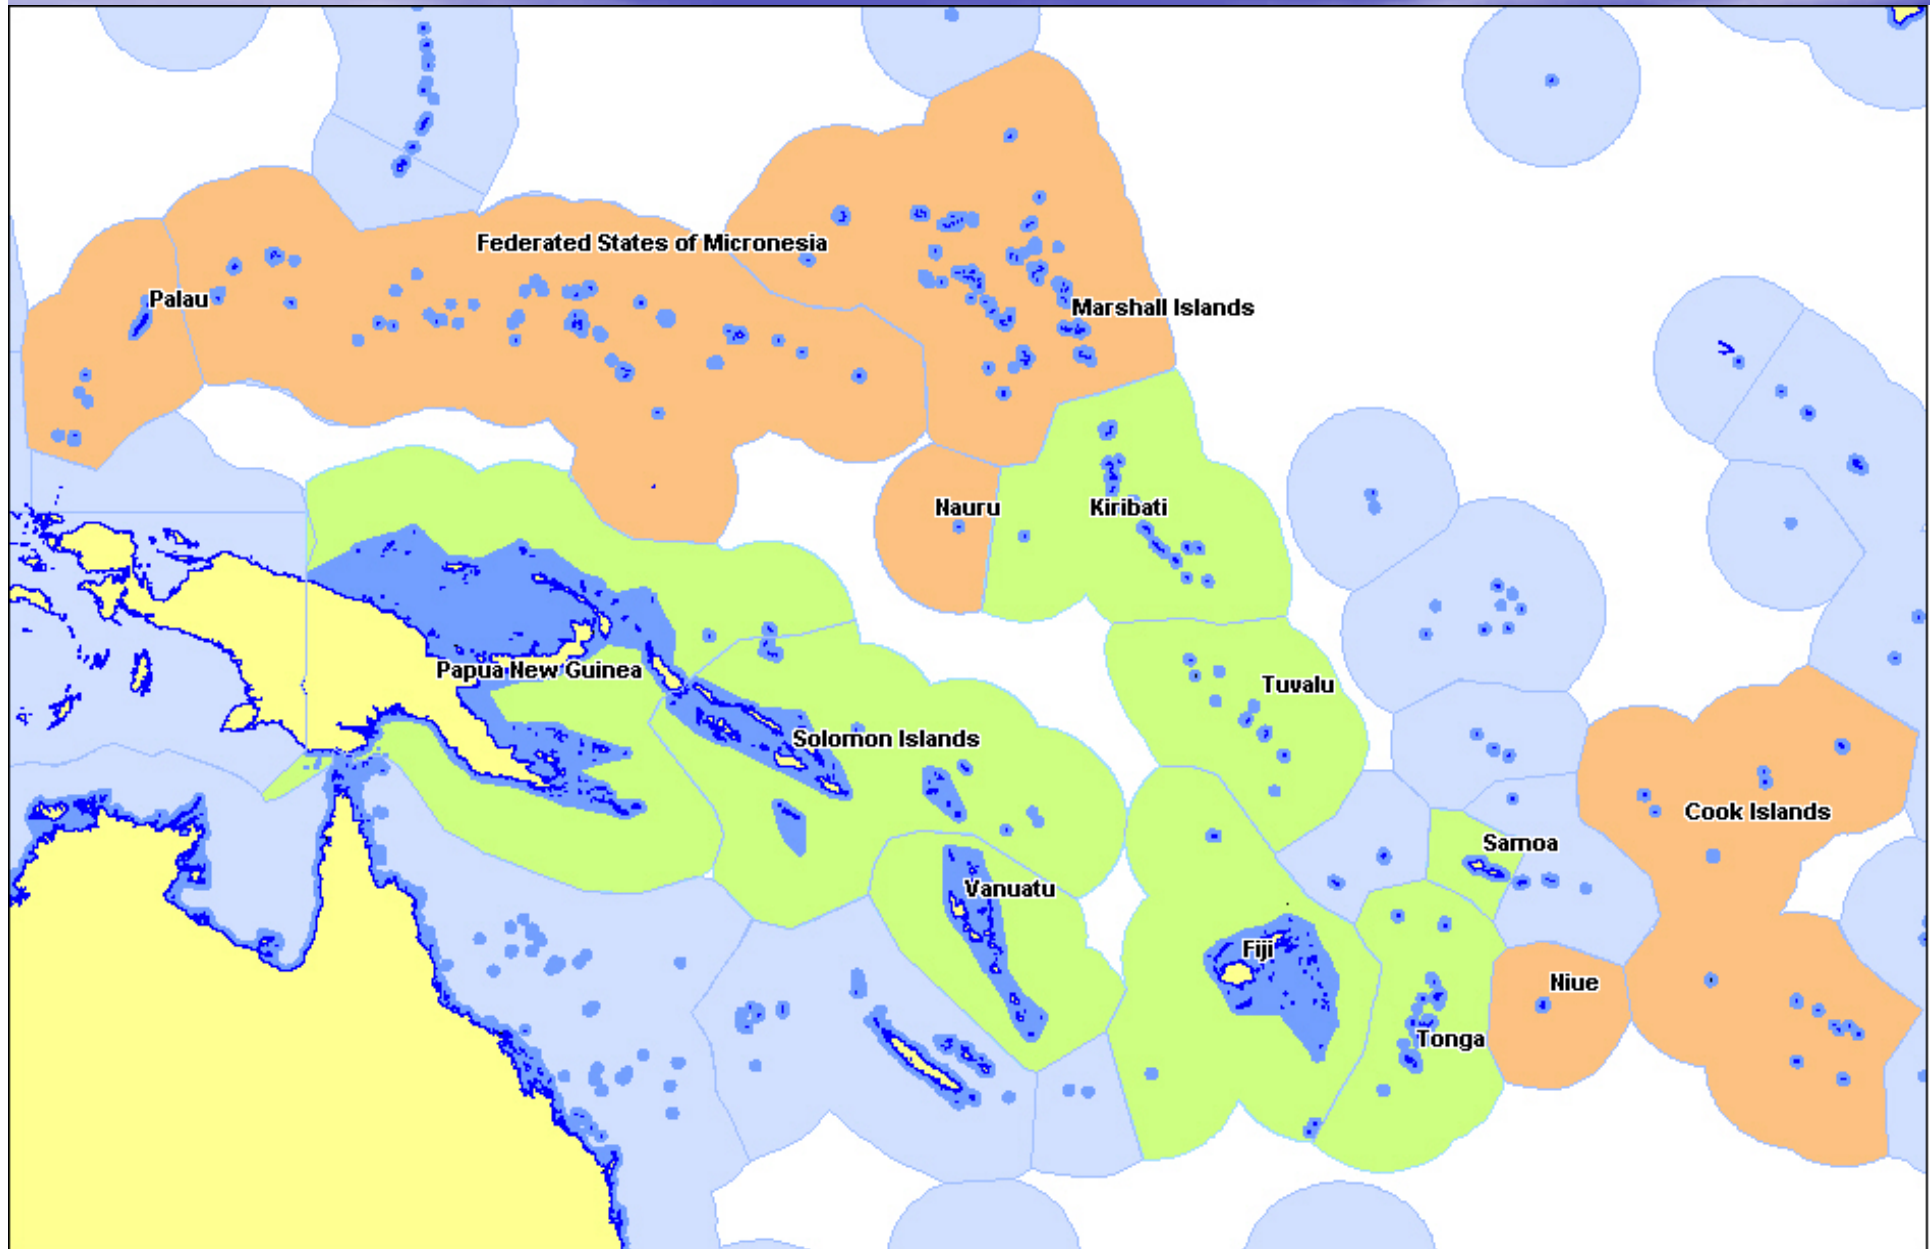 Federated States of Micronesia
Palau
Marshall Islands
Nauru
Kiribati
Papua New Guinea
Tuvalu
Solomon Islands
Cook Islands
Samoa
Vanuatu
Fiji
Niue
Tonga